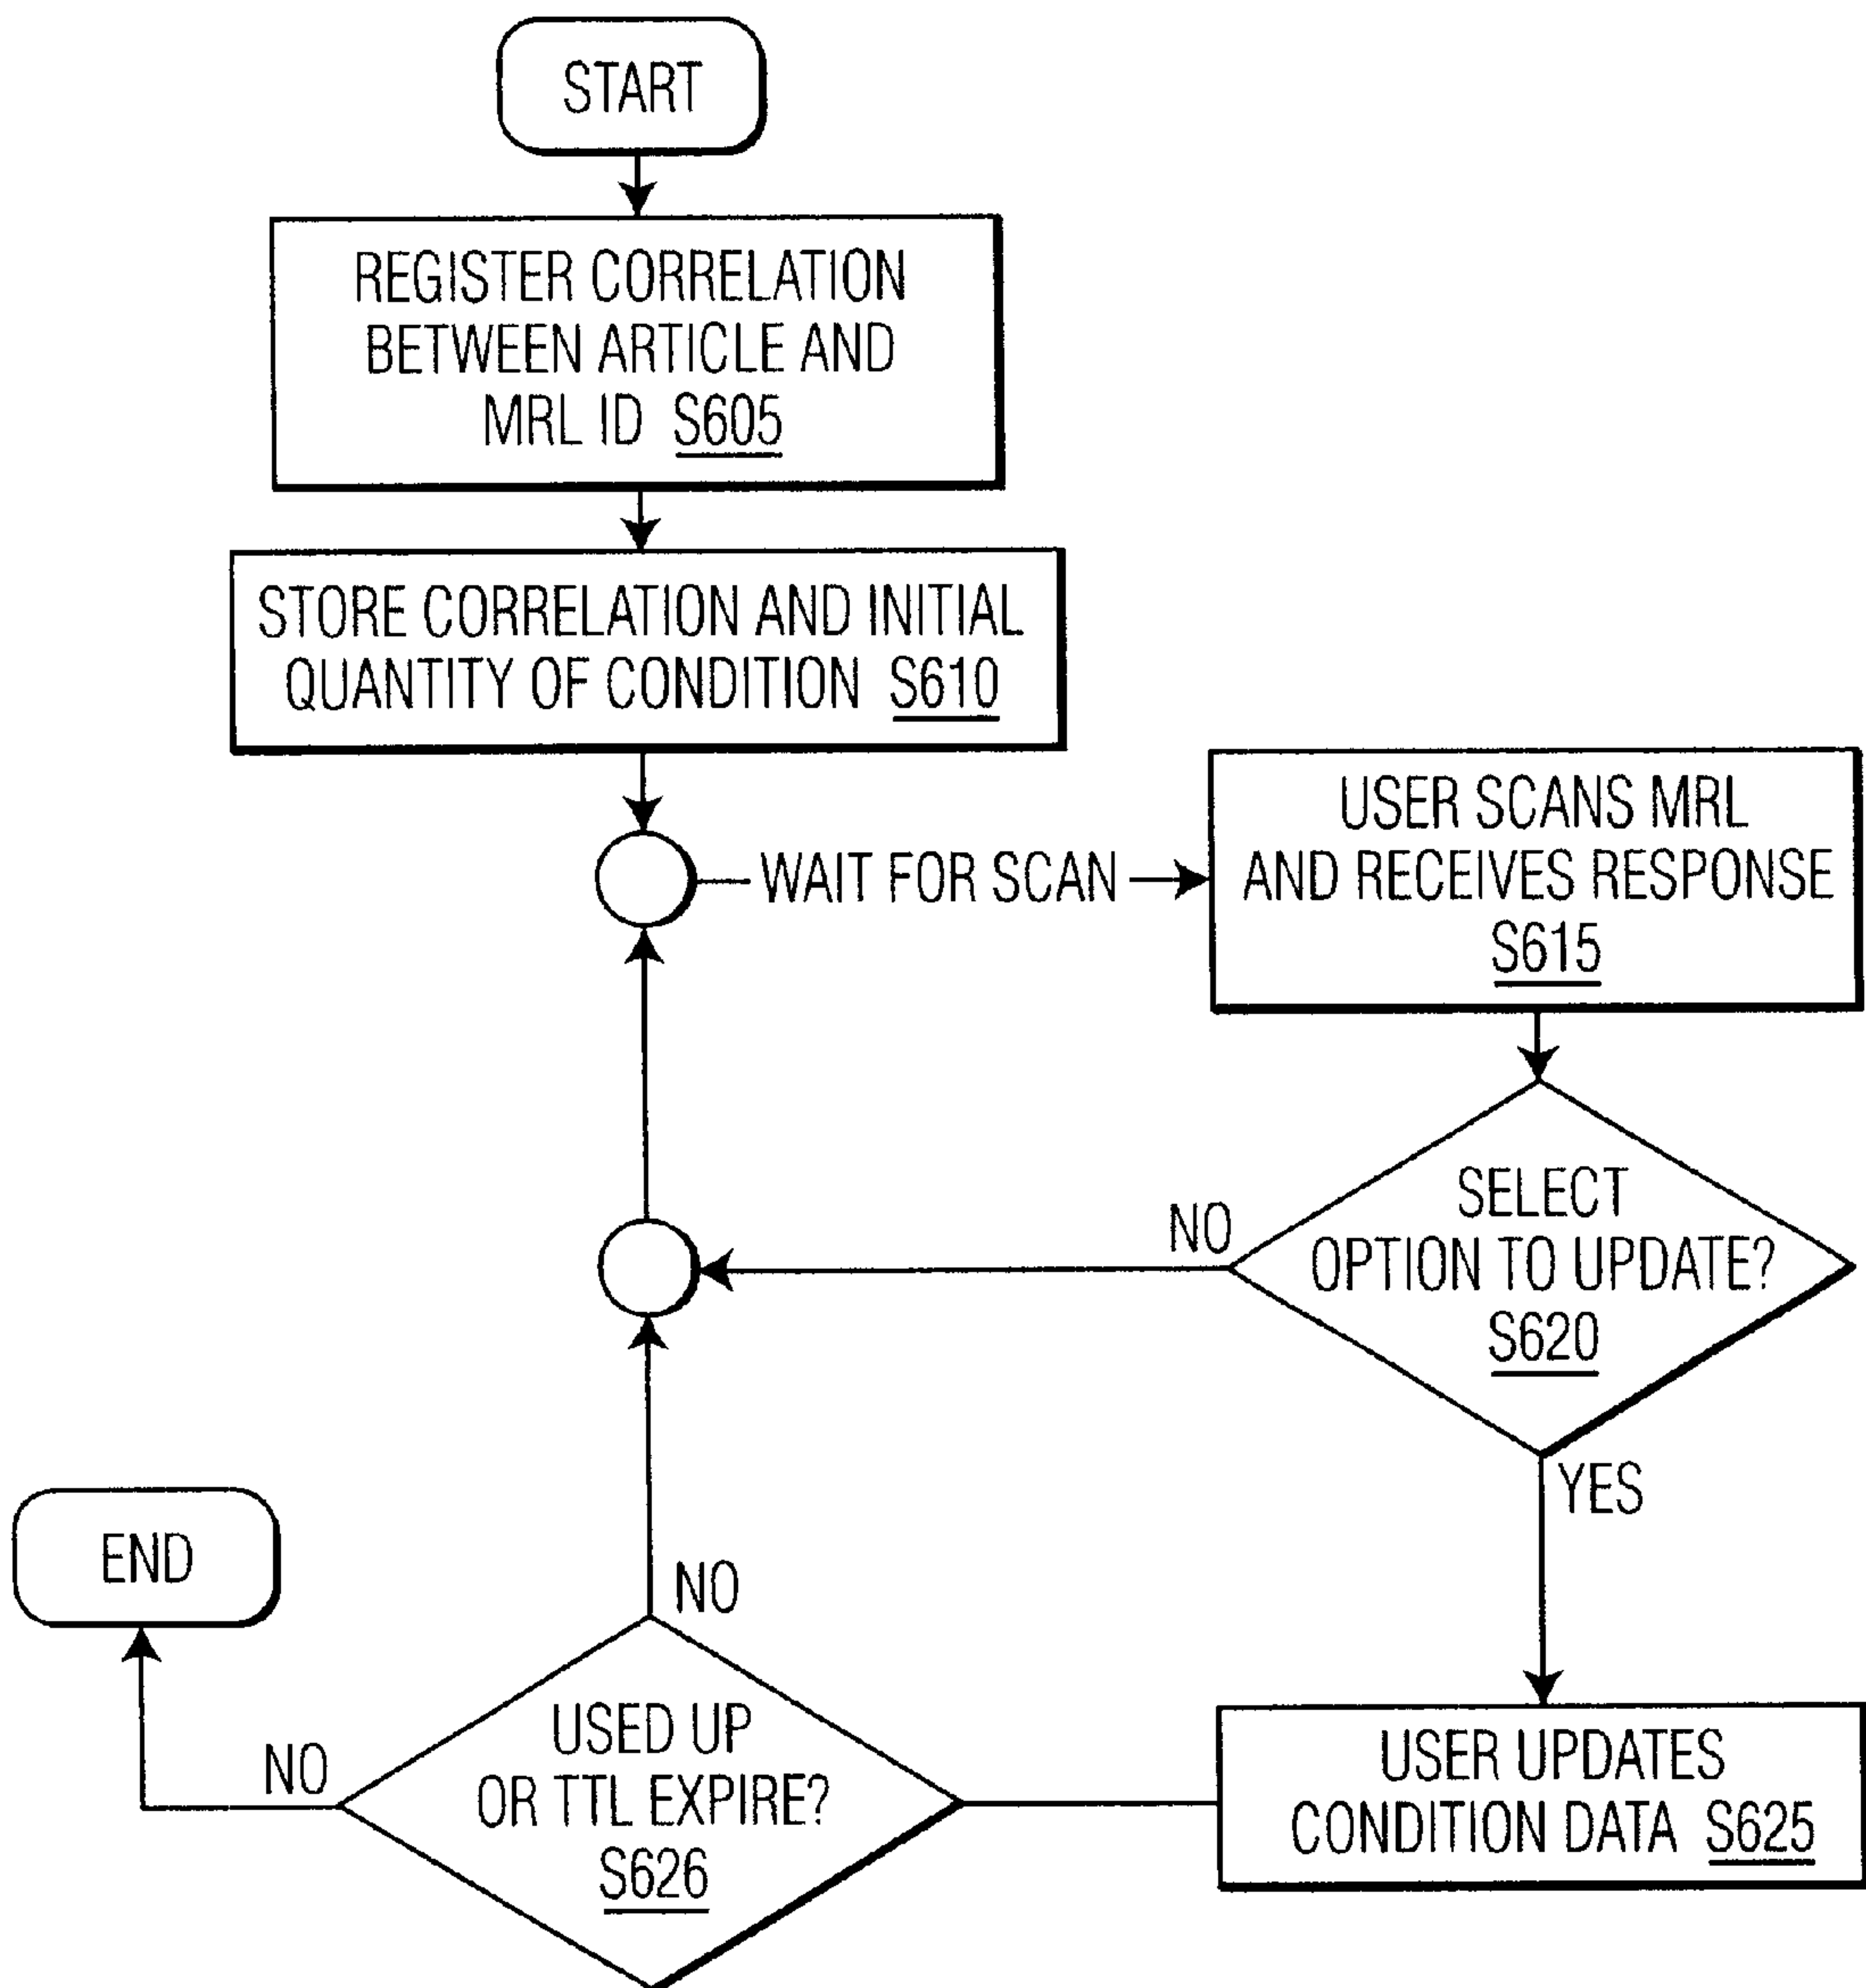 START
REGISTER CORRELATION
BETWEEN ARTICLE AND
MRL ID S605
STORE CORRELATION AND INITIAL
QUANTITY OF CONDITION S610
WAIT FOR SCAN
USER SCANS MRL
AND RECEIVES RESPONSE
S615
SELECT
OPTION TO UPDATE?
S620
NO
YES
USER UPDATES
CONDITION DATA S625
USED UP
OR TTL EXPIRE?
S626
NO
NO
END